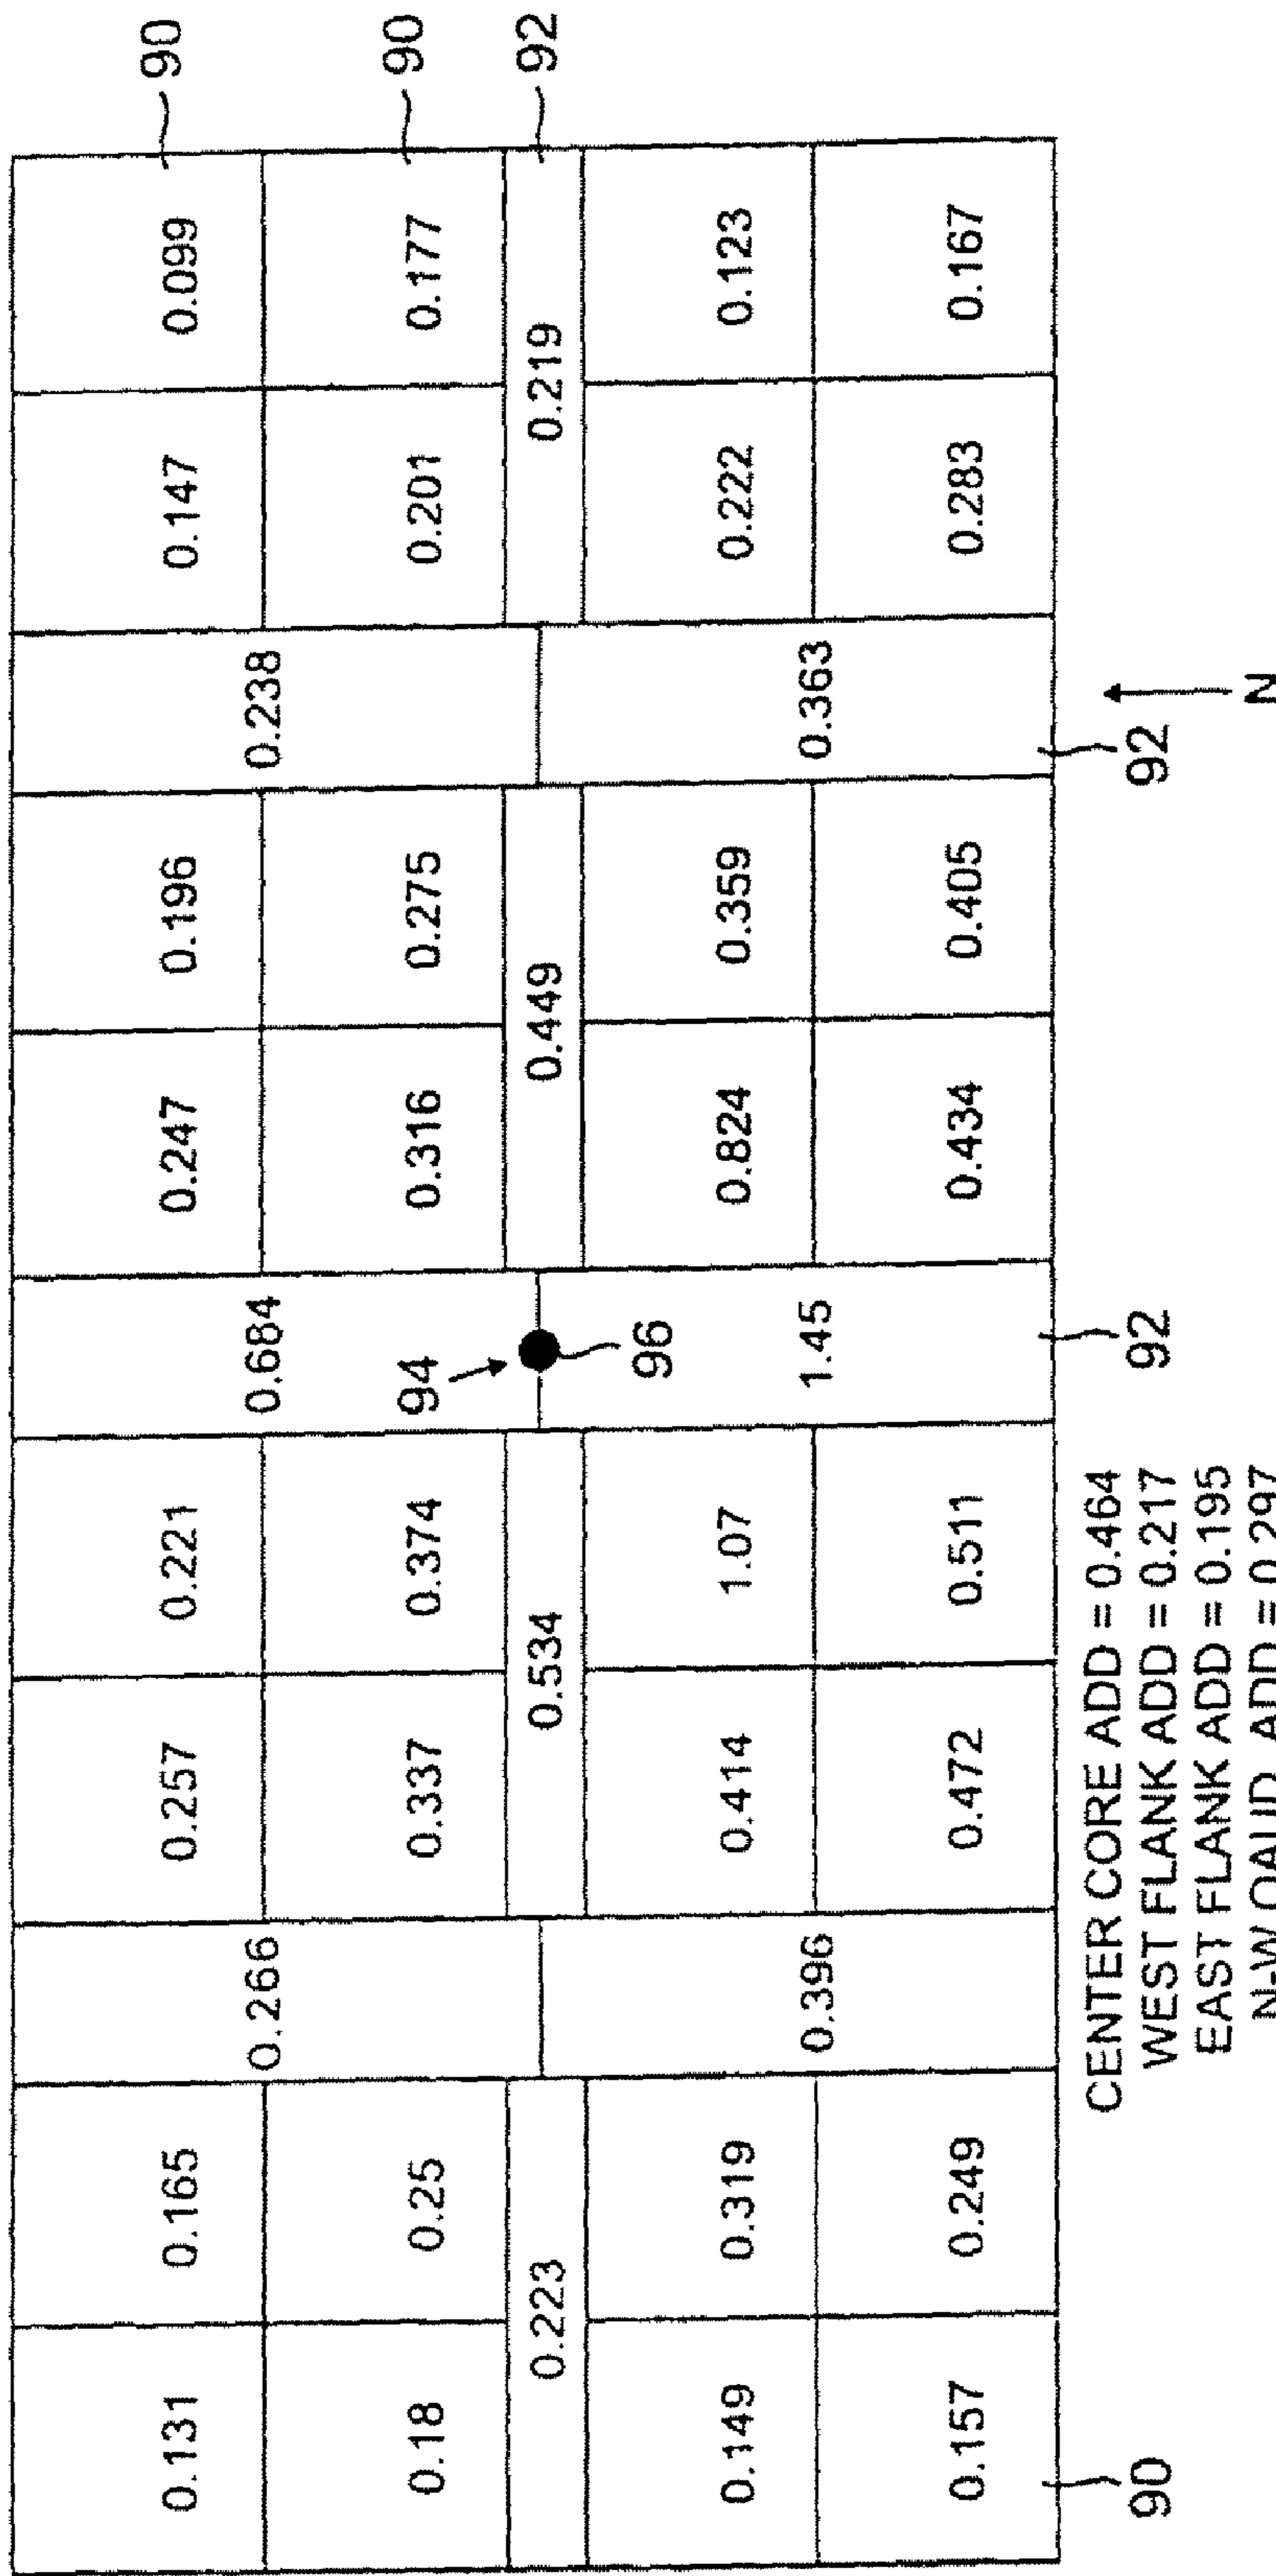 0.131 0.165 0.257 0.221 0.247 0.196 0.147 0.099 90
0.266 0.684 0.238
0.18 0.25 0.337 0.374 94 0.316 0.275 0.201 0.177 90
0.223 0.534 0.449 0.219 92
96
0.149 0.319 0.414 1.07 0.824 0.359 0.222 0.123
0.396 1.45 0.363
0.157 0.249 0.472 0.511 0.434 0.405 0.283 0.167
90 92 92
CENTER CORE ADD = 0.464
WEST FLANK ADD = 0.217
EAST FLANK ADD = 0.195
N-W QAUD. ADD = 0.297
N